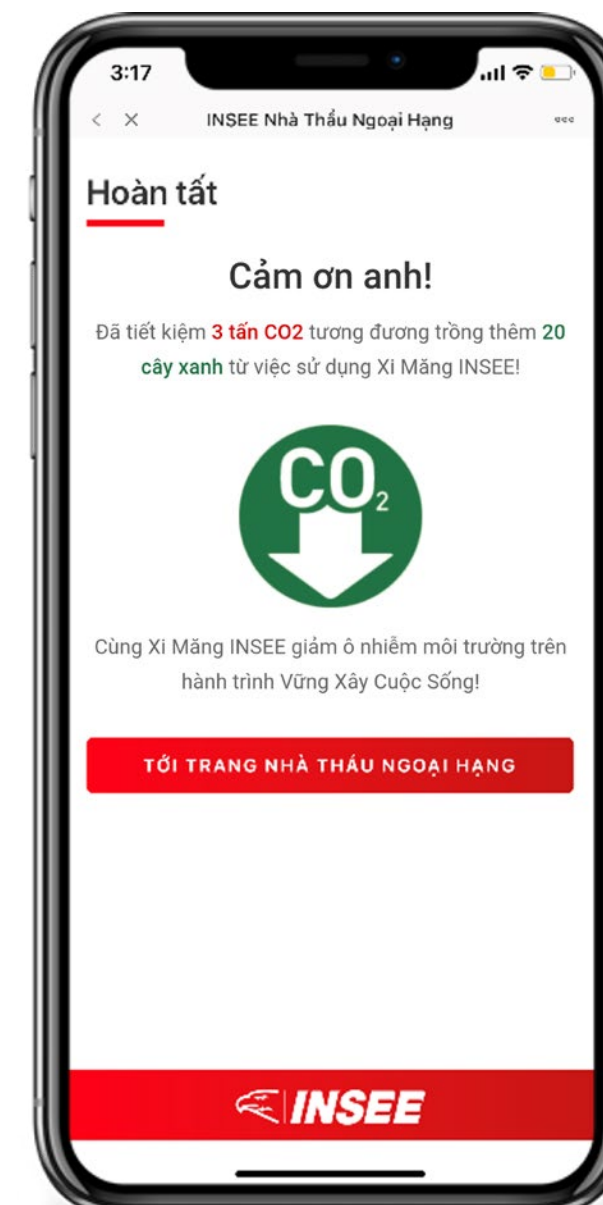 3:17
INSEE Nhà Thầu Ngoại Hạng
Hoàn tất
Cảm ơn anh!
Đã tiết kiệm 3 tấn CO2 tương đương trồng thêm 20
cây xanh từ việc sử dụng Xi Măng INSEE!
CO₂
Cùng Xi Măng INSEE giảm ô nhiễm môi trường trên
hành trình Vững Xây Cuộc Sống!
TỚI TRANG NHÀ THẦU NGOẠI HẠNG
INSEE